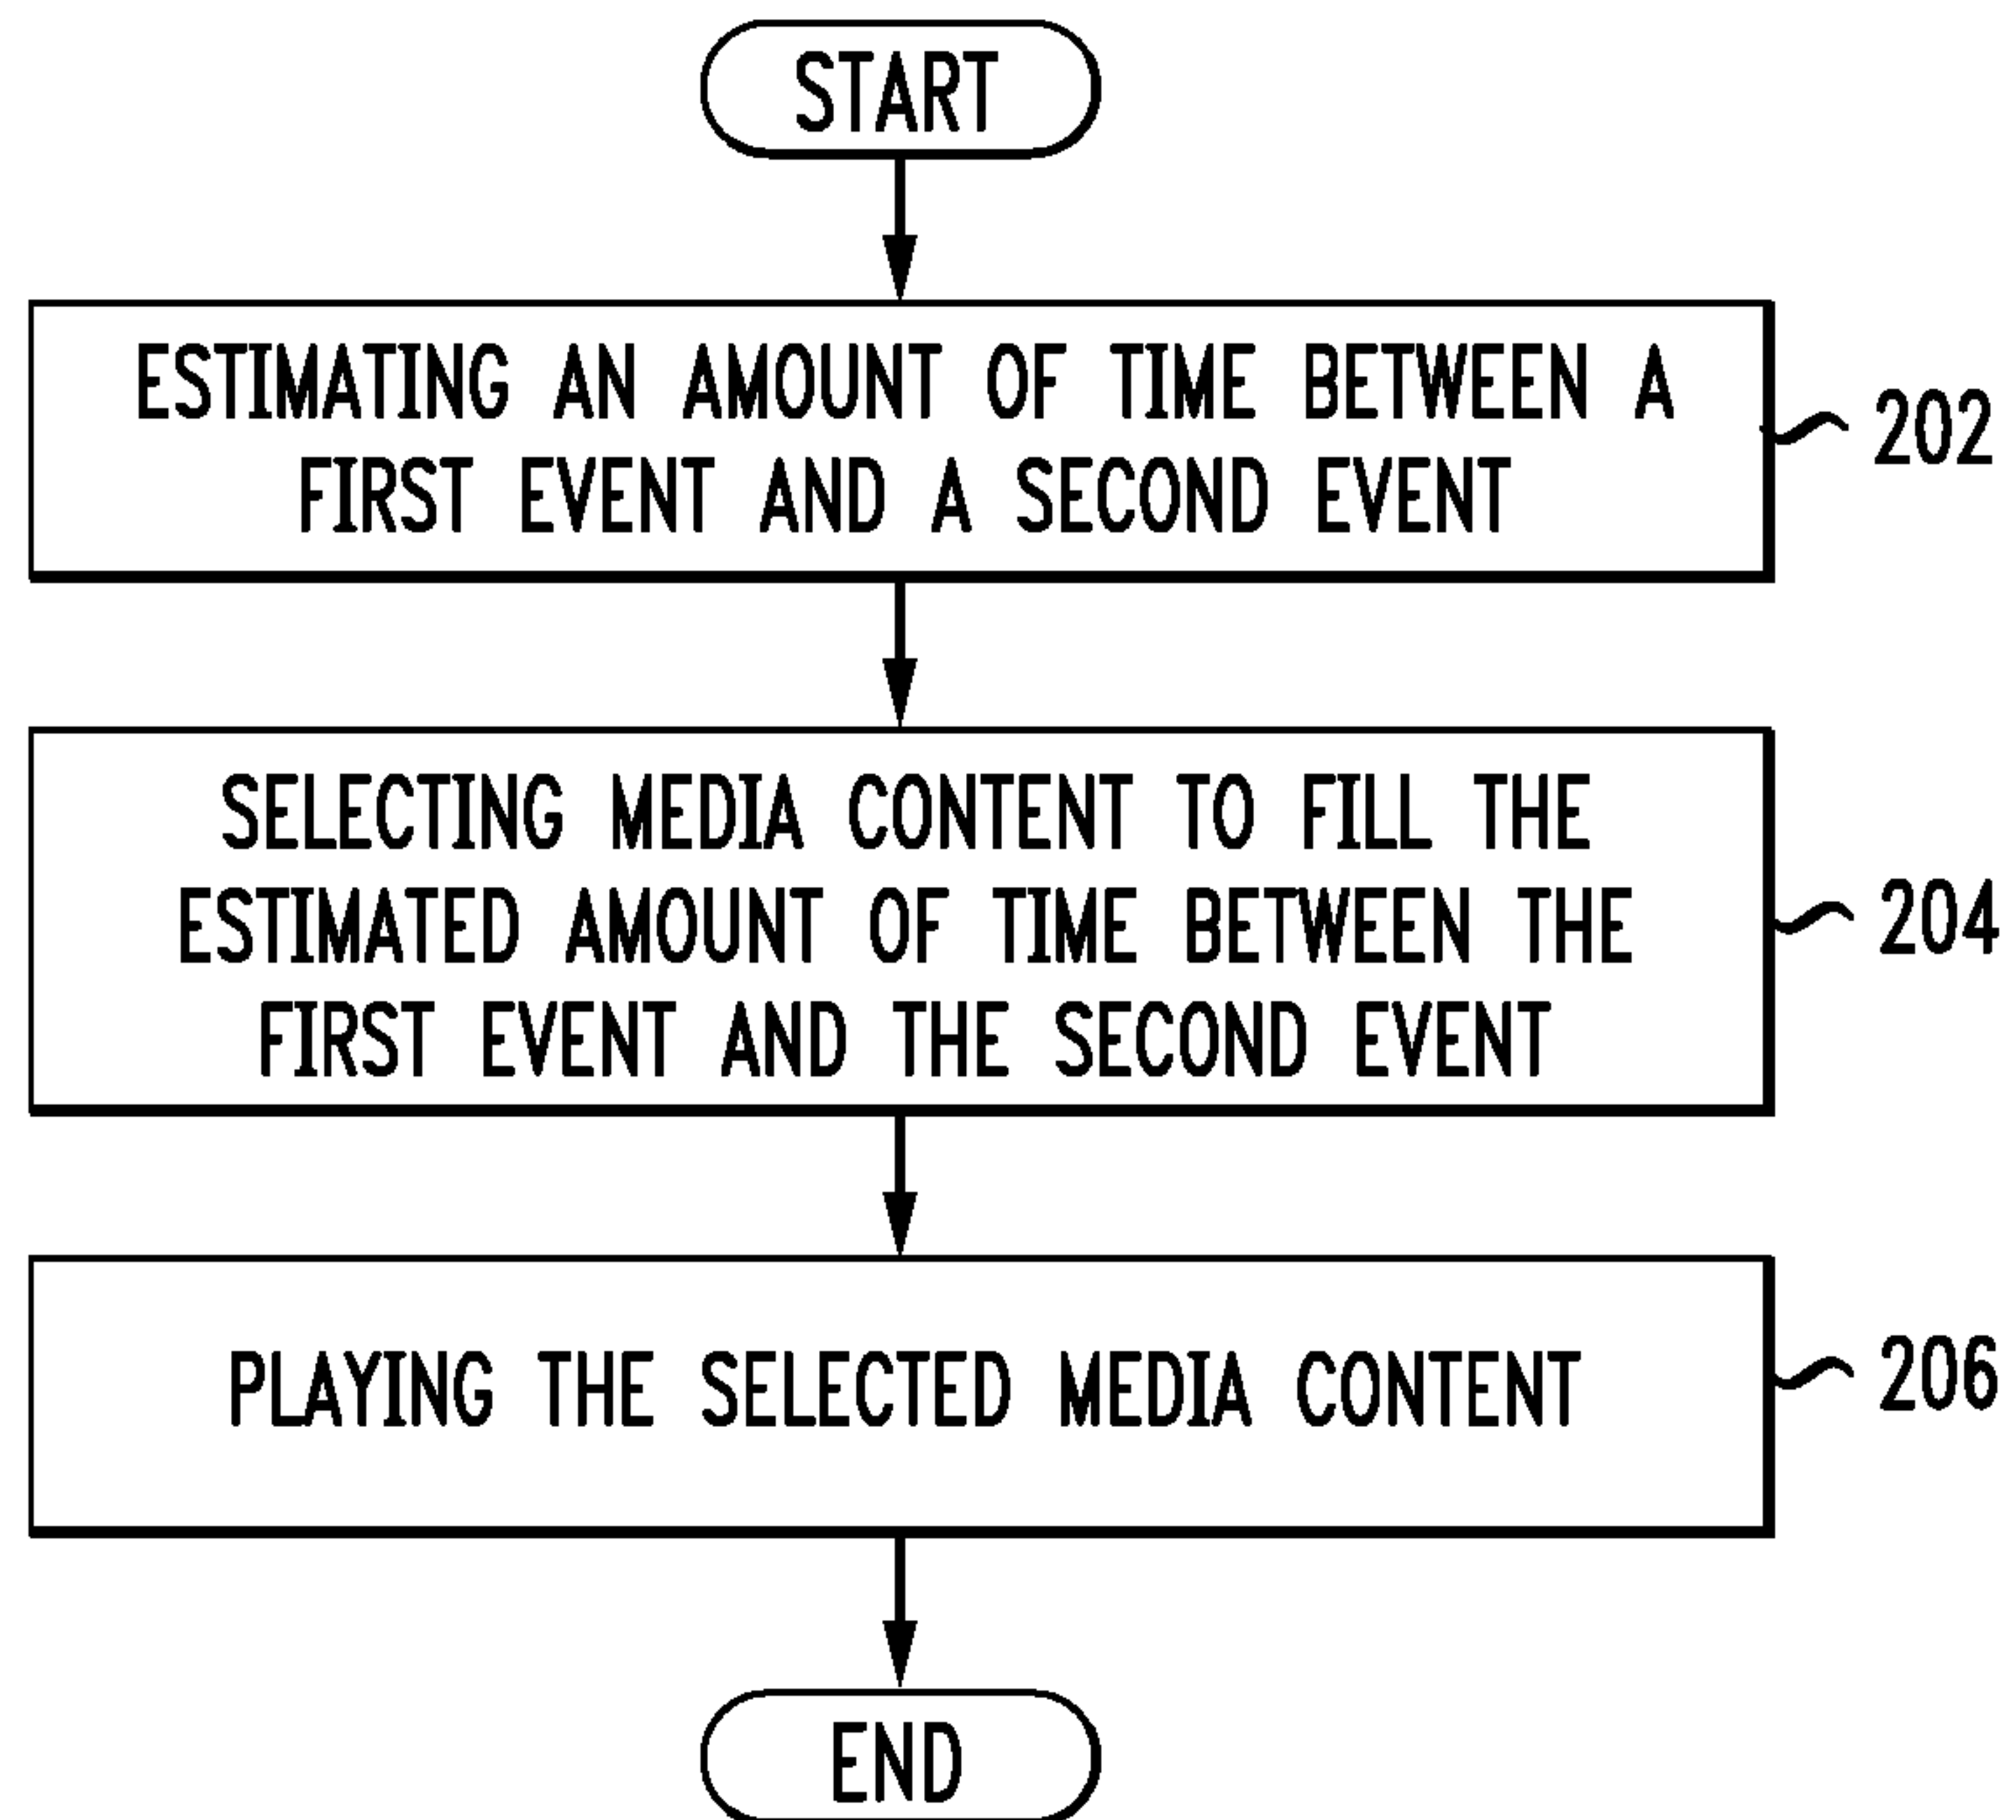 START
ESTIMATING AN AMOUNT OF TIME BETWEEN A
FIRST EVENT AND A SECOND EVENT
202
SELECTING MEDIA CONTENT TO FILL THE
ESTIMATED AMOUNT OF TIME BETWEEN THE
FIRST EVENT AND THE SECOND EVENT
204
PLAYING THE SELECTED MEDIA CONTENT
206
END